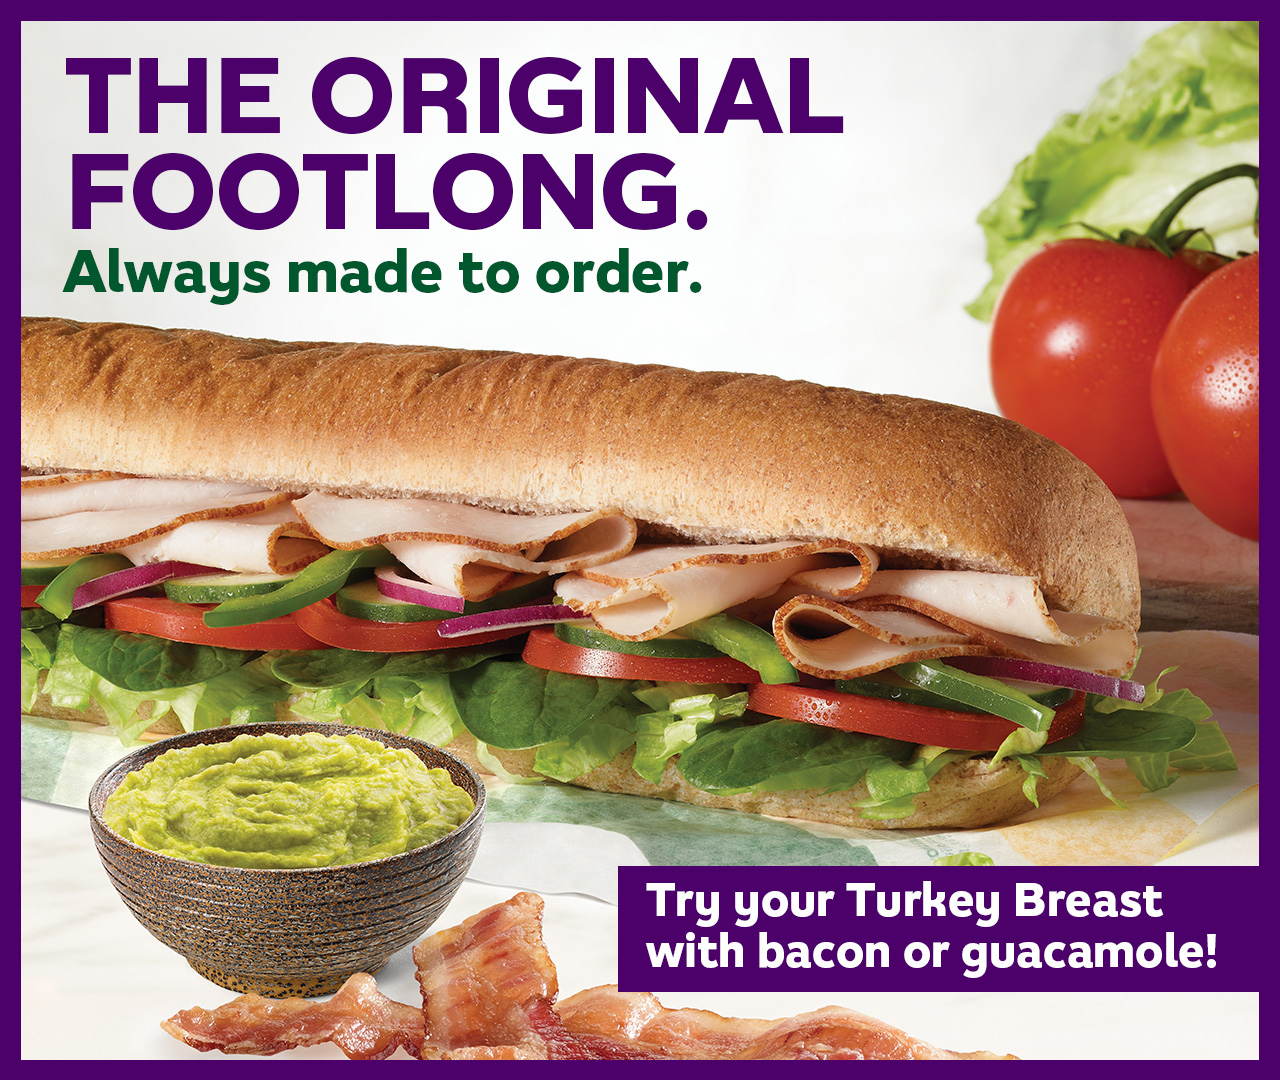 THE ORIGINAL
FOOTLONG.
Always made to order.
Try your Turkey Breast
with bacon or guacamole!